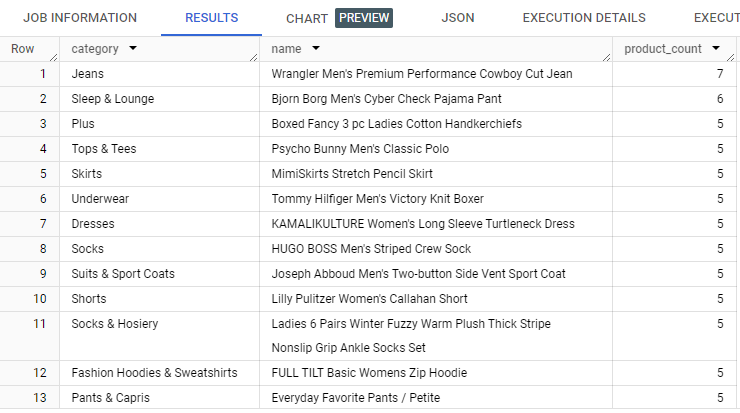 JOB INFORMATION RESULTS CHART PREVIEW JSON EXECUTION DETAILS EXECUT
Row category name product_count
1 Jeans Wrangler Men's Premium Performance Cowboy Cut Jean 7
2 Sleep & Lounge Bjorn Borg Men's Cyber Check Pajama Pant 6
3 Plus Boxed Fancy 3 pc Ladies Cotton Handkerchiefs 5
4 Tops & Tees Psycho Bunny Men's Classic Polo 5
5 Skirts MimiSkirts Stretch Pencil Skirt 5
6 Underwear Tommy Hilfiger Men's Victory Knit Boxer 5
7 Dresses KAMALIKULTURE Women's Long Sleeve Turtleneck Dress 5
8 Socks HUGO BOSS Men's Striped Crew Sock 5
9 Suits & Sport Coats Joseph Abboud Men's Two-button Side Vent Sport Coat 5
10 Shorts Lilly Pulitzer Women's Callahan Short 5
11 Socks & Hosiery Ladies 6 Pairs Winter Fuzzy Warm Plush Thick Stripe 5
Nonslip Grip Ankle Socks Set
12 Fashion Hoodies & Sweatshirts FULL TILT Basic Womens Zip Hoodie 5
13 Pants & Capris Everyday Favorite Pants / Petite 5